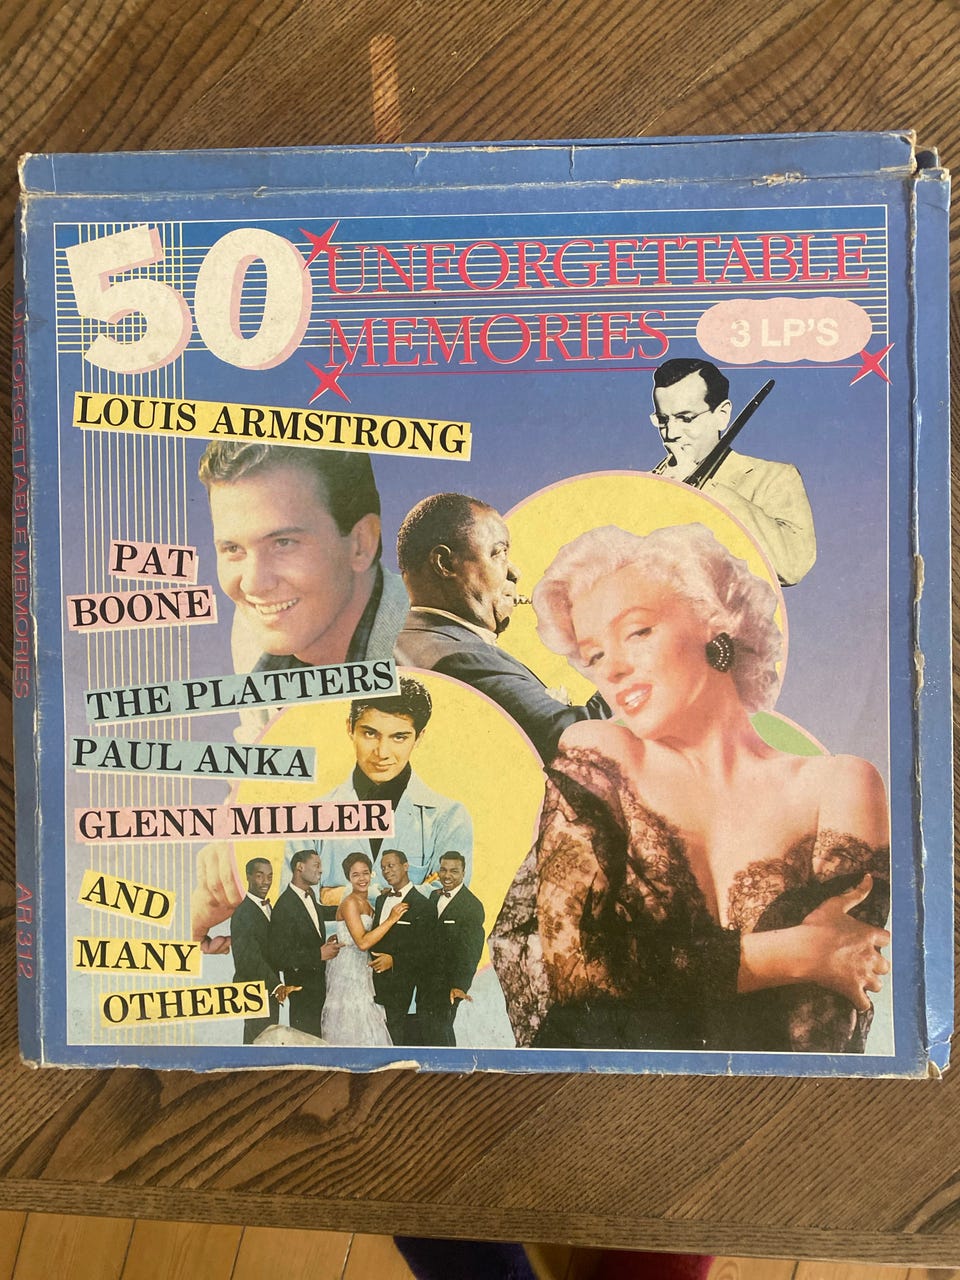 50 UNFORGETTABLE
MEMORIES
3 LP'S
LOUIS ARMSTRONG
PAT
BOONE
THE PLATTERS
PAUL ANKA
GLENN MILLER
AND
MANY
OTHERS
UNFORGETTABLE MEMORIES
AR 312